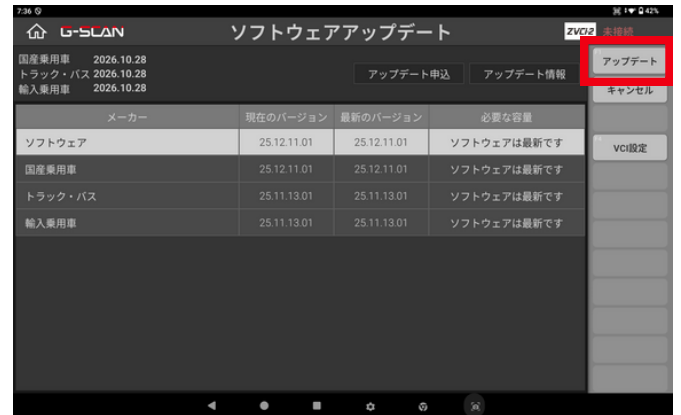 7:36 42%
G-SCAN ソフトウェアアップデート ZVCI2 未接続
国産乗用車 2026.10.28
トラック・バス 2026.10.28
輸入乗用車 2026.10.28
アップデート申込 アップデート情報
アップデート
キャンセル
VCI設定
メーカー 現在のバージョン 最新のバージョン 必要な容量
ソフトウェア 25.12.11.01 25.12.11.01 ソフトウェアは最新です
国産乗用車 25.12.11.01 25.12.11.01 ソフトウェアは最新です
トラック・バス 25.11.13.01 25.11.13.01 ソフトウェアは最新です
輸入乗用車 25.11.13.01 25.11.13.01 ソフトウェアは最新です